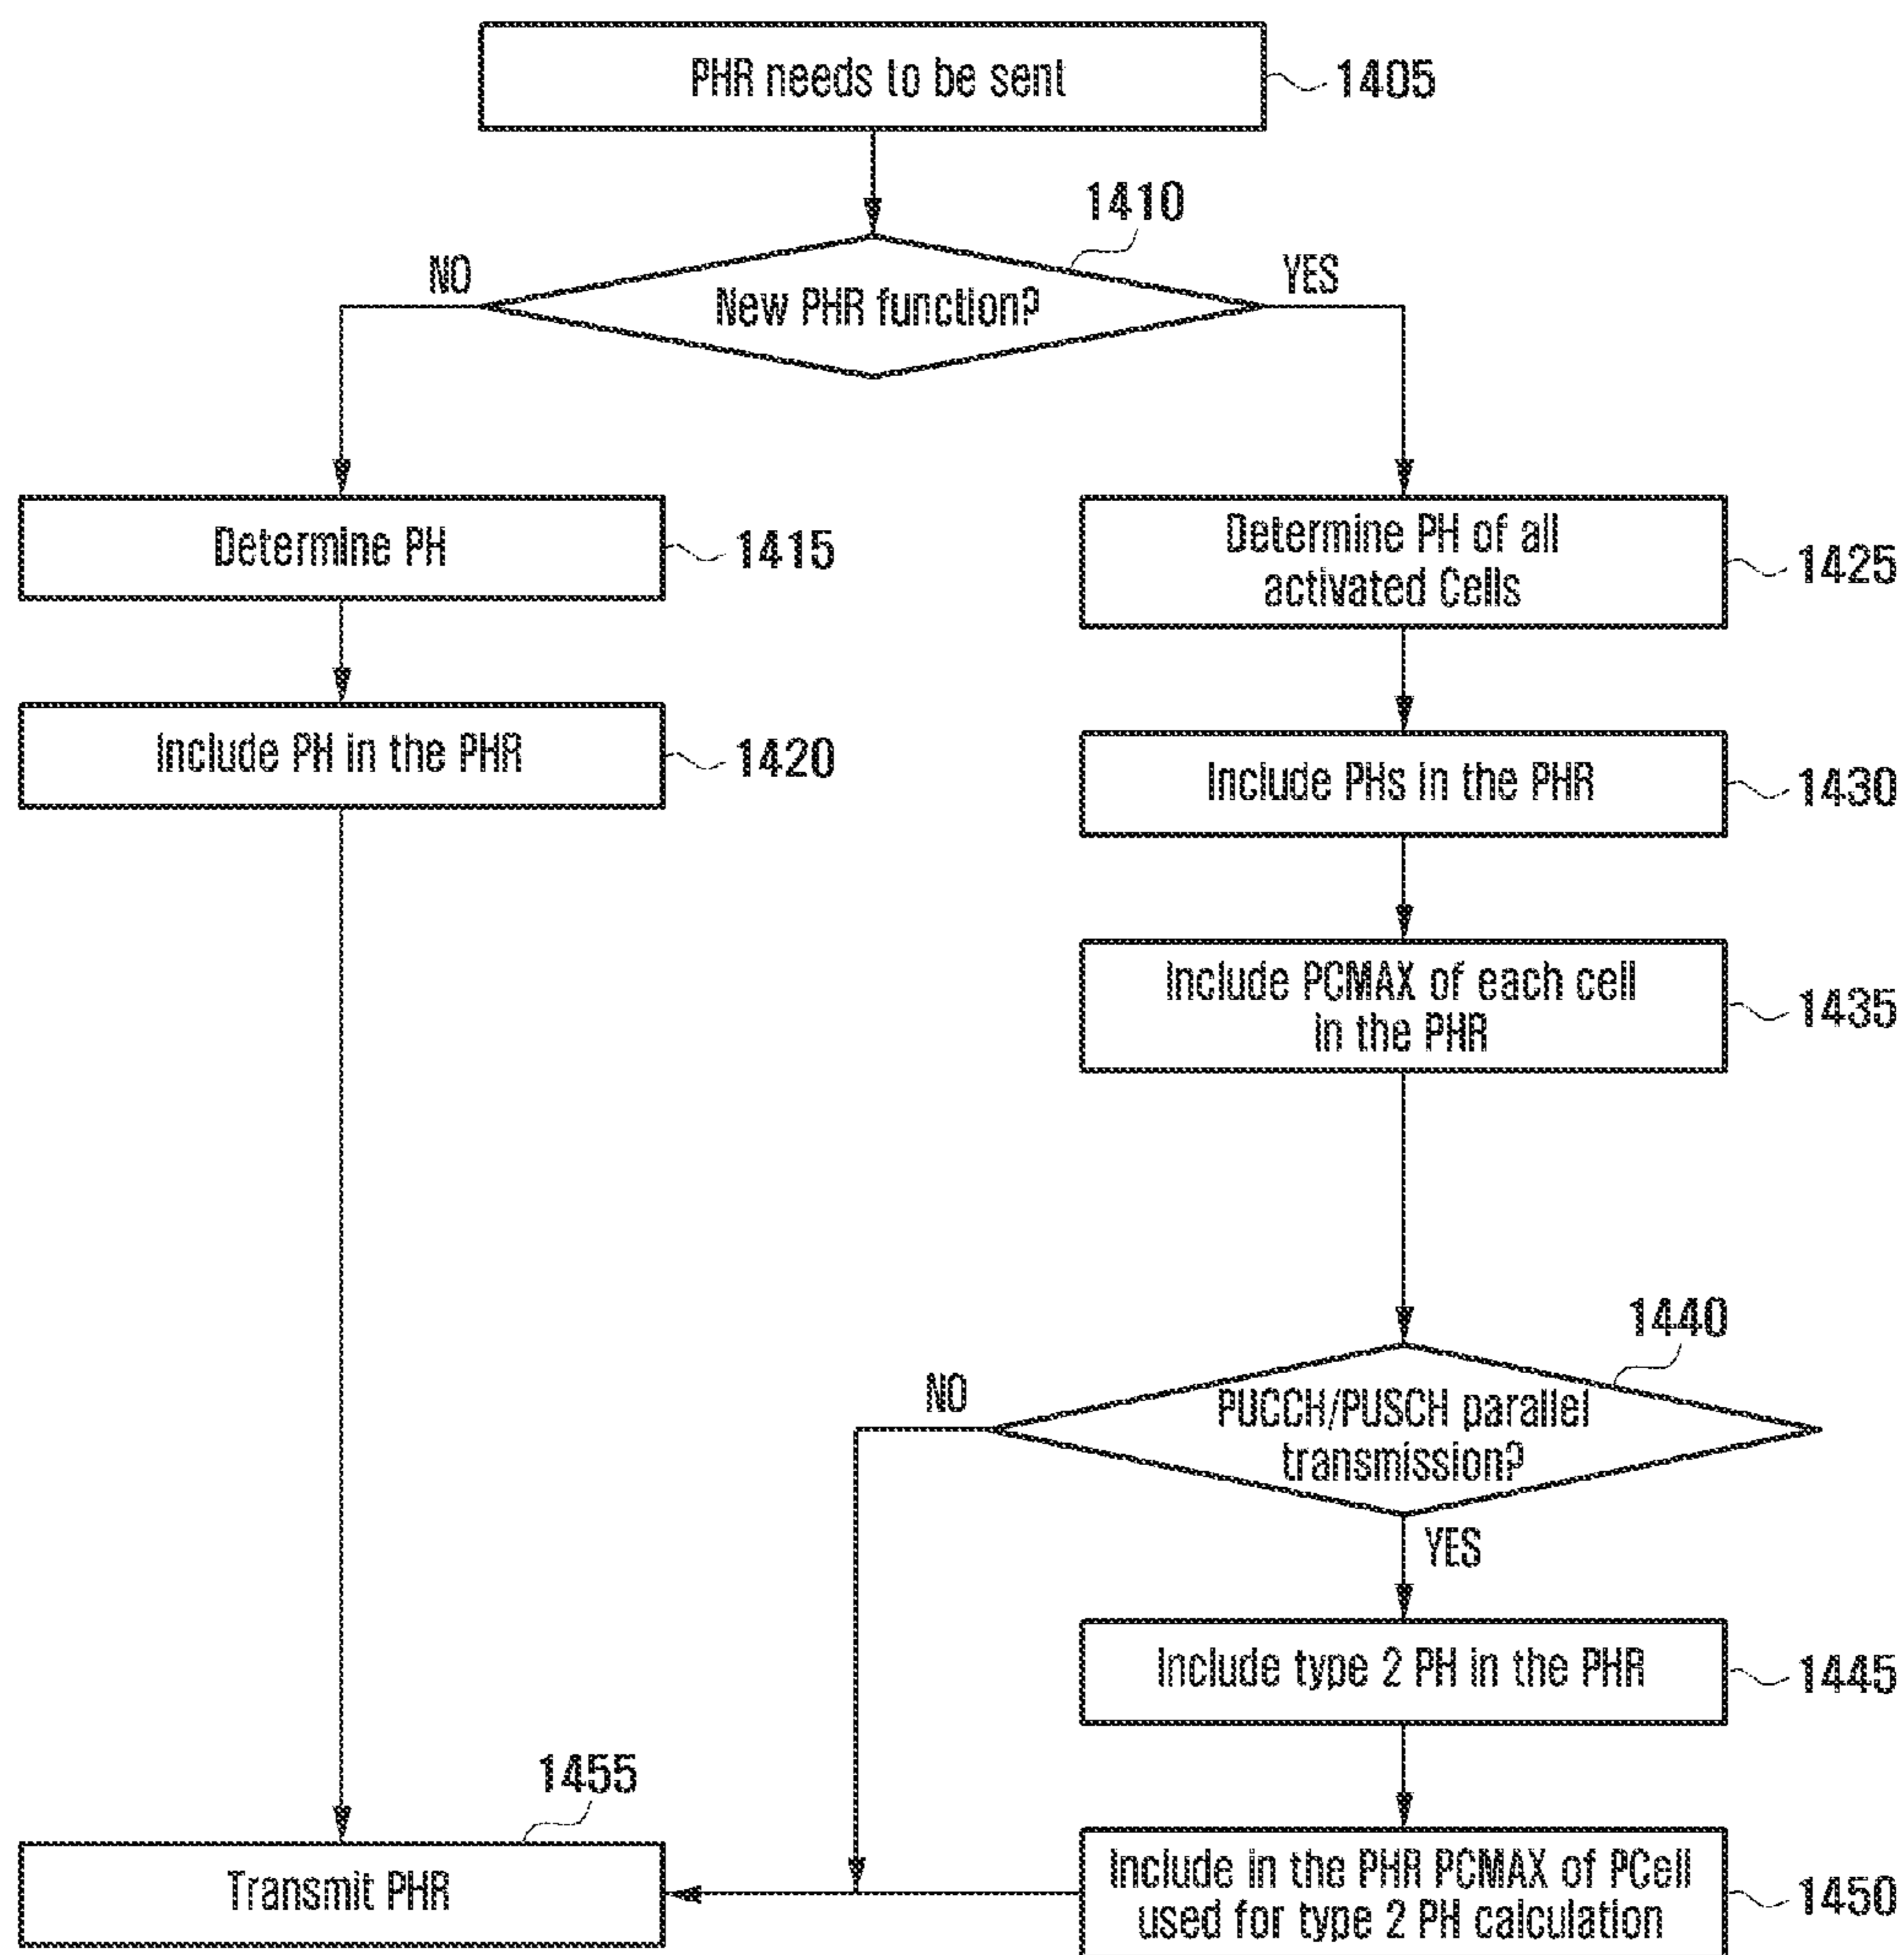 PHR needs to be sent
1405
1410
NO
YES
New PHR function?
Determine PH
1415
Determine PH of all
activated Cells
1425
Include PH in the PHR
1420
Include PHs in the PHR
1430
Include PCMAX of each cell
in the PHR
1435
1440
NO
PUCCH/PUSCH parallel
transmission?
YES
Include type 2 PH in the PHR
1445
1455
Transmit PHR
Include in the PHR PCMAX of PCell
used for type 2 PH calculation
1450